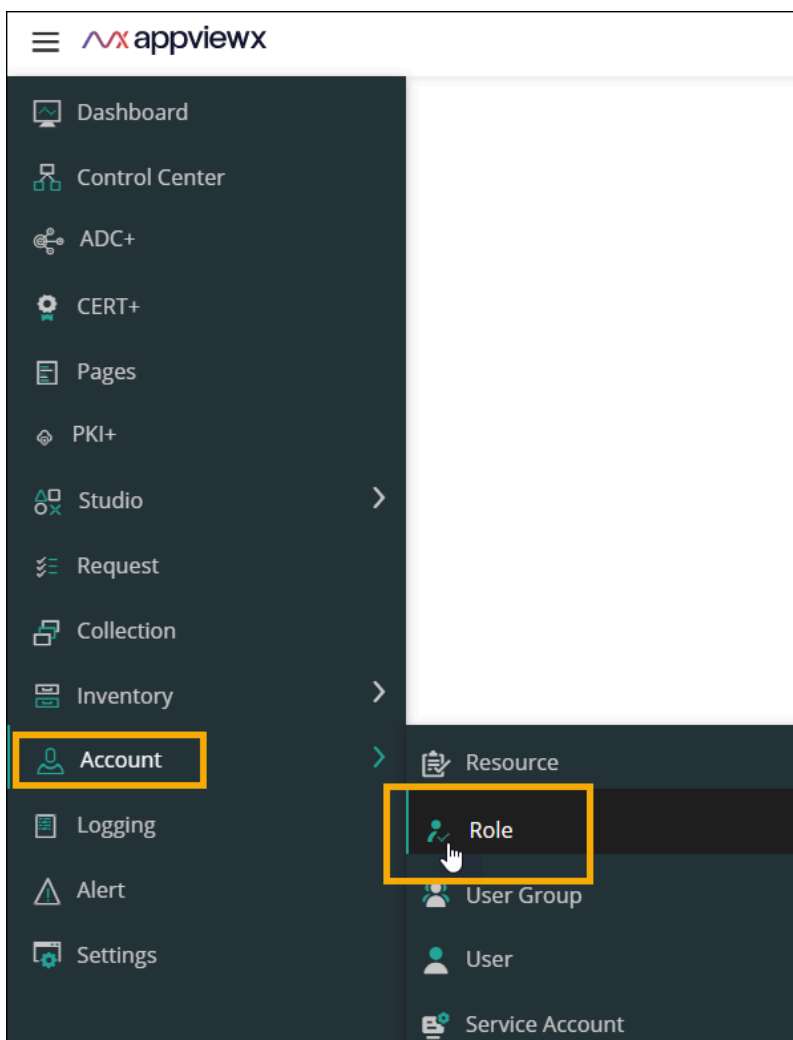 appviewx
Dashboard
Control Center
ADC+
CERT+
Pages
PKI+
Studio
Request
Collection
Inventory
Account
Logging
Alert
Settings
Resource
Role
User Group
User
Service Account